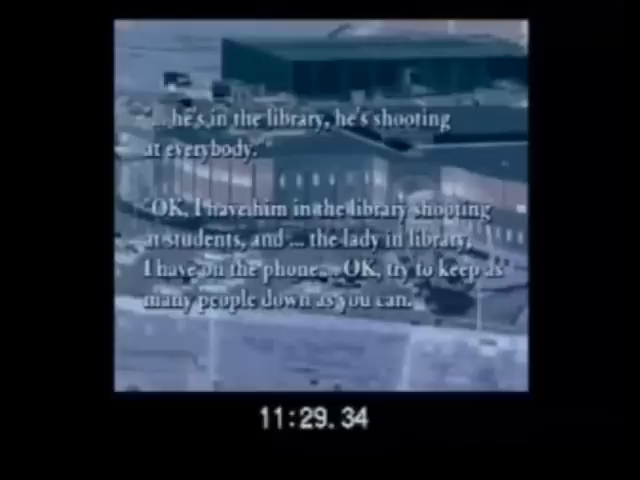 "... he's in the library, he's shooting
at everybody."
"OK, I have him in the library shooting
at students, and ... the lady in library,
I have on the phone... OK, try to keep as
many people down as you can.
11:29.34